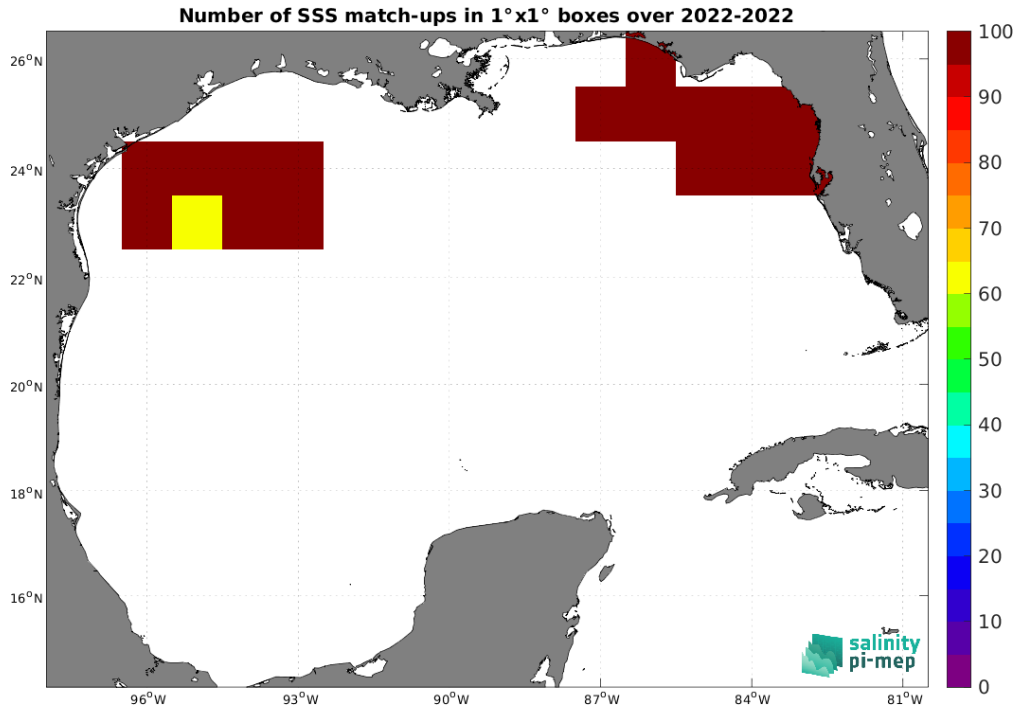 Number of SSS match-ups in 1°x1° boxes over 2022-2022
26°N
24°N
22°N
20°N
18°N
16°N
96°W
93°W
90°W
87°W
84°W
81°W
100
90
80
70
60
50
40
30
20
10
0
salinity
pi-mep